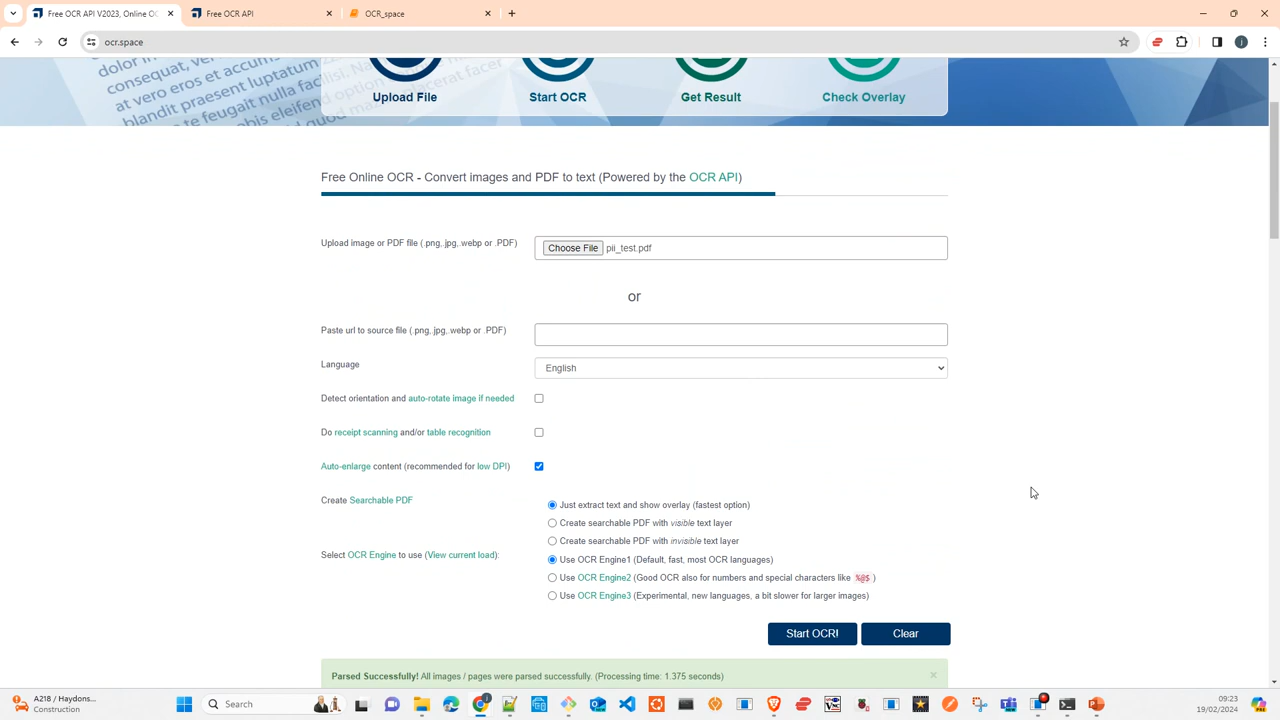 Free OCR API V2023, Online OC
Free OCR API
OCR_space
ocr.space
Upload File
Start OCR
Get Result
Check Overlay
Free Online OCR - Convert images and PDF to text (Powered by the OCR API)
Upload image or PDF file (.png,.jpg,.webp or .PDF)
Choose File pii_test.pdf
or
Paste url to source file (.png,.jpg,.webp or .PDF)
Language
English
Detect orientation and auto-rotate image if needed
Do receipt scanning and/or table recognition
Auto-enlarge content (recommended for low DPI)
Create Searchable PDF
Just extract text and show overlay (fastest option)
Create searchable PDF with visible text layer
Create searchable PDF with invisible text layer
Select OCR Engine to use (View current load):
Use OCR Engine1 (Default, fast, most OCR languages)
Use OCR Engine2 (Good OCR also for numbers and special characters like %@$ )
Use OCR Engine3 (Experimental, new languages, a bit slower for larger images)
Start OCR!
Clear
Parsed Successfully! All images / pages were parsed successfully. (Processing time: 1.375 seconds)
A218 / Haydons...
Construction
Search
09:23
19/02/2024